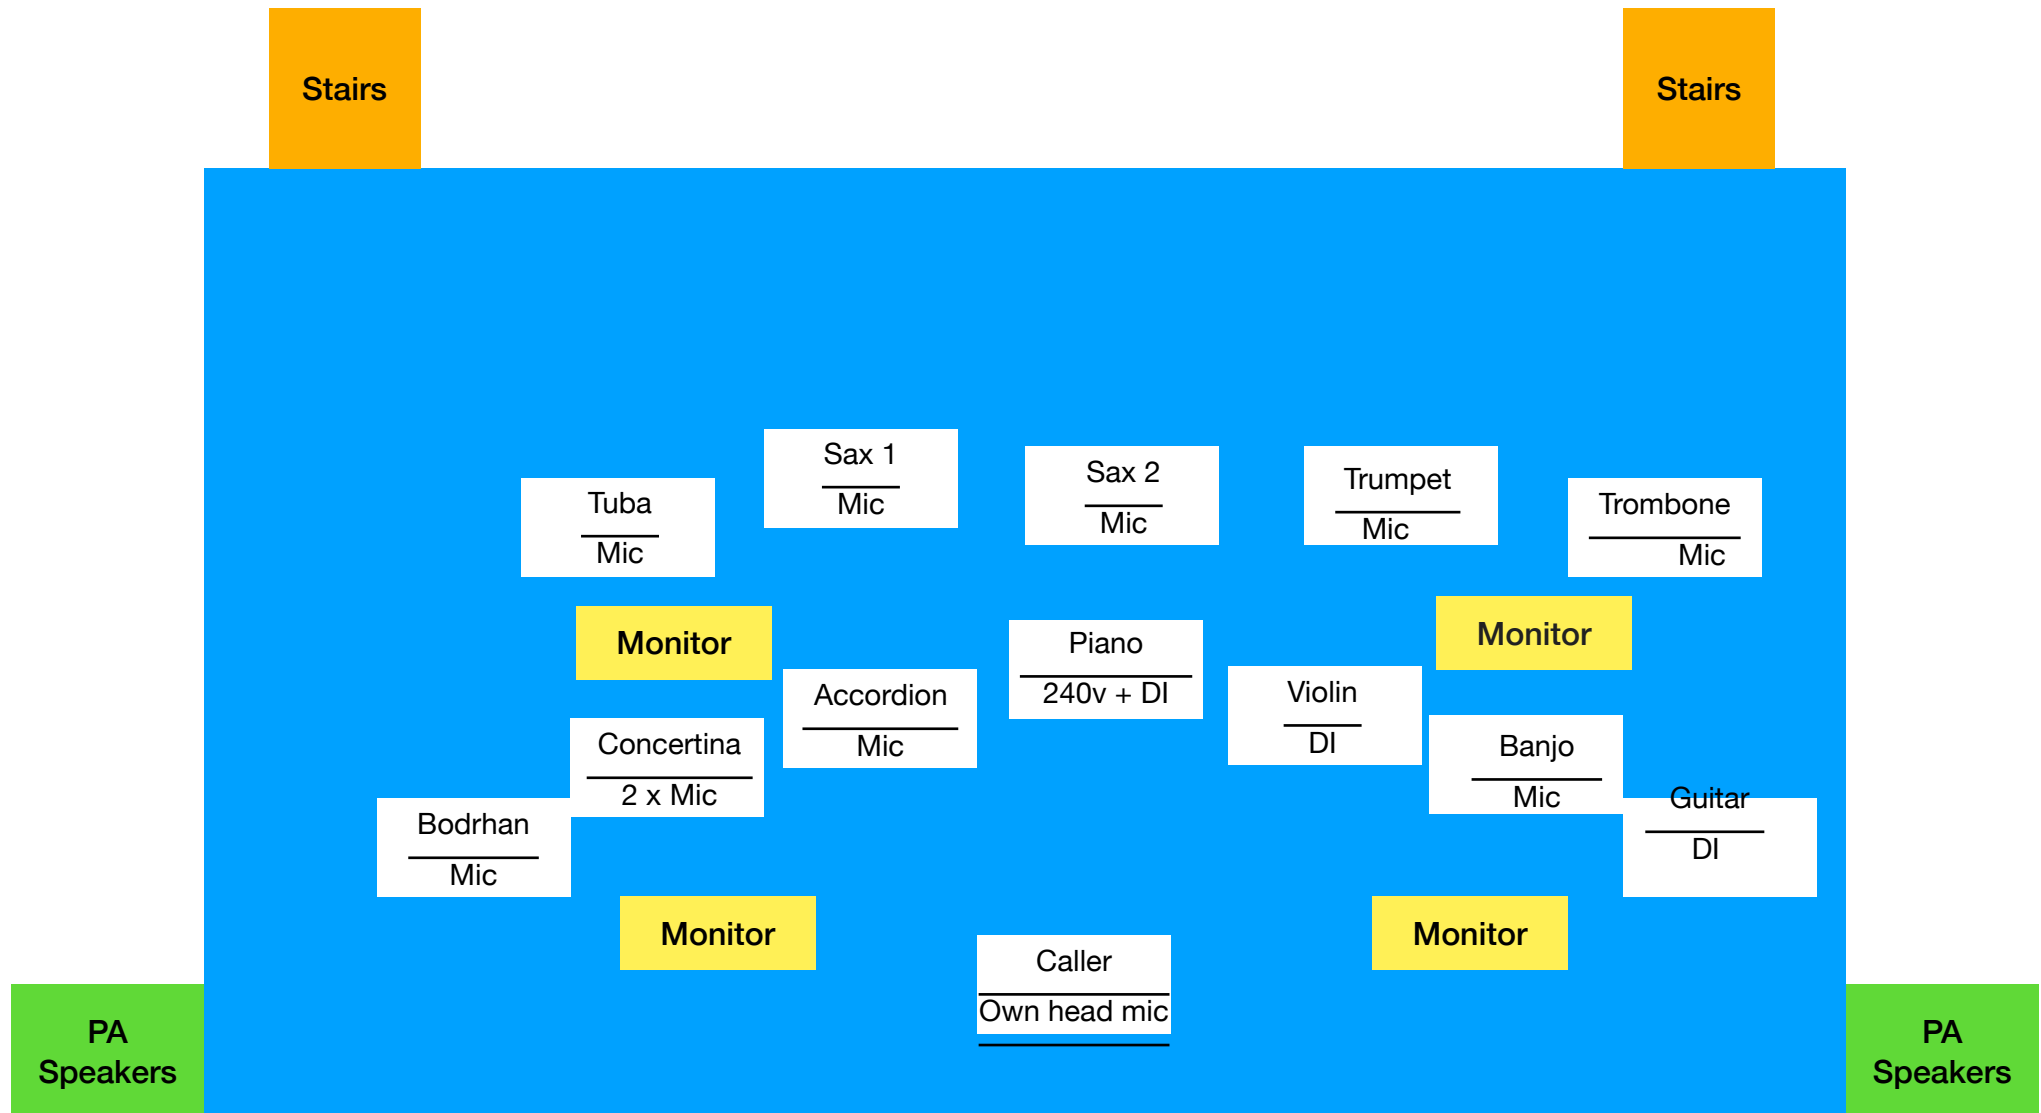 Stairs
Stairs
Sax 1
Mic
Sax 2
Mic
Trumpet
Mic
Tuba
Mic
Trombone
Mic
Monitor
Monitor
Piano
240v + DI
Accordion
Mic
Violin
DI
Concertina
2 x Mic
Banjo
Mic
Guitar
DI
Bodrhan
Mic
Monitor
Monitor
Caller
Own head mic
PA
Speakers
PA
Speakers